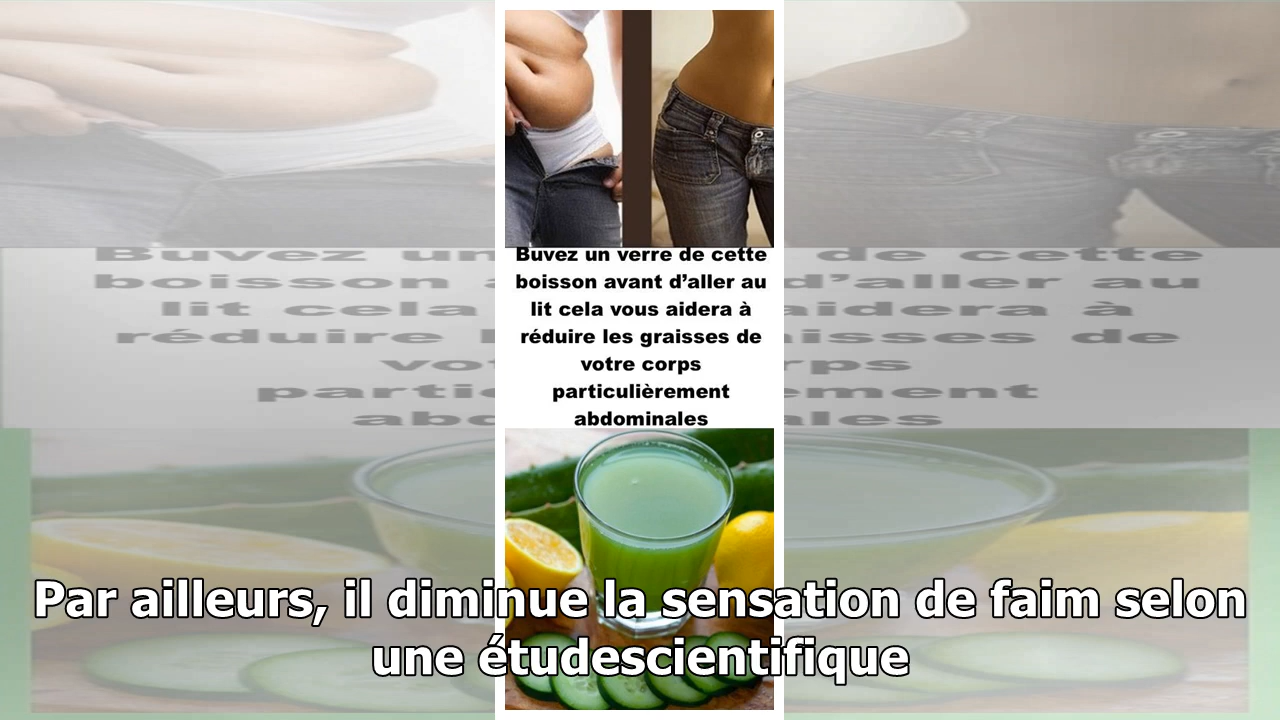 Buvez un verre de cette
boisson avant d’aller au
lit cela vous aidera à
réduire les graisses de
votre corps
particulièrement
abdominales
Par ailleurs, il diminue la sensation de faim selon
une étudescientifique